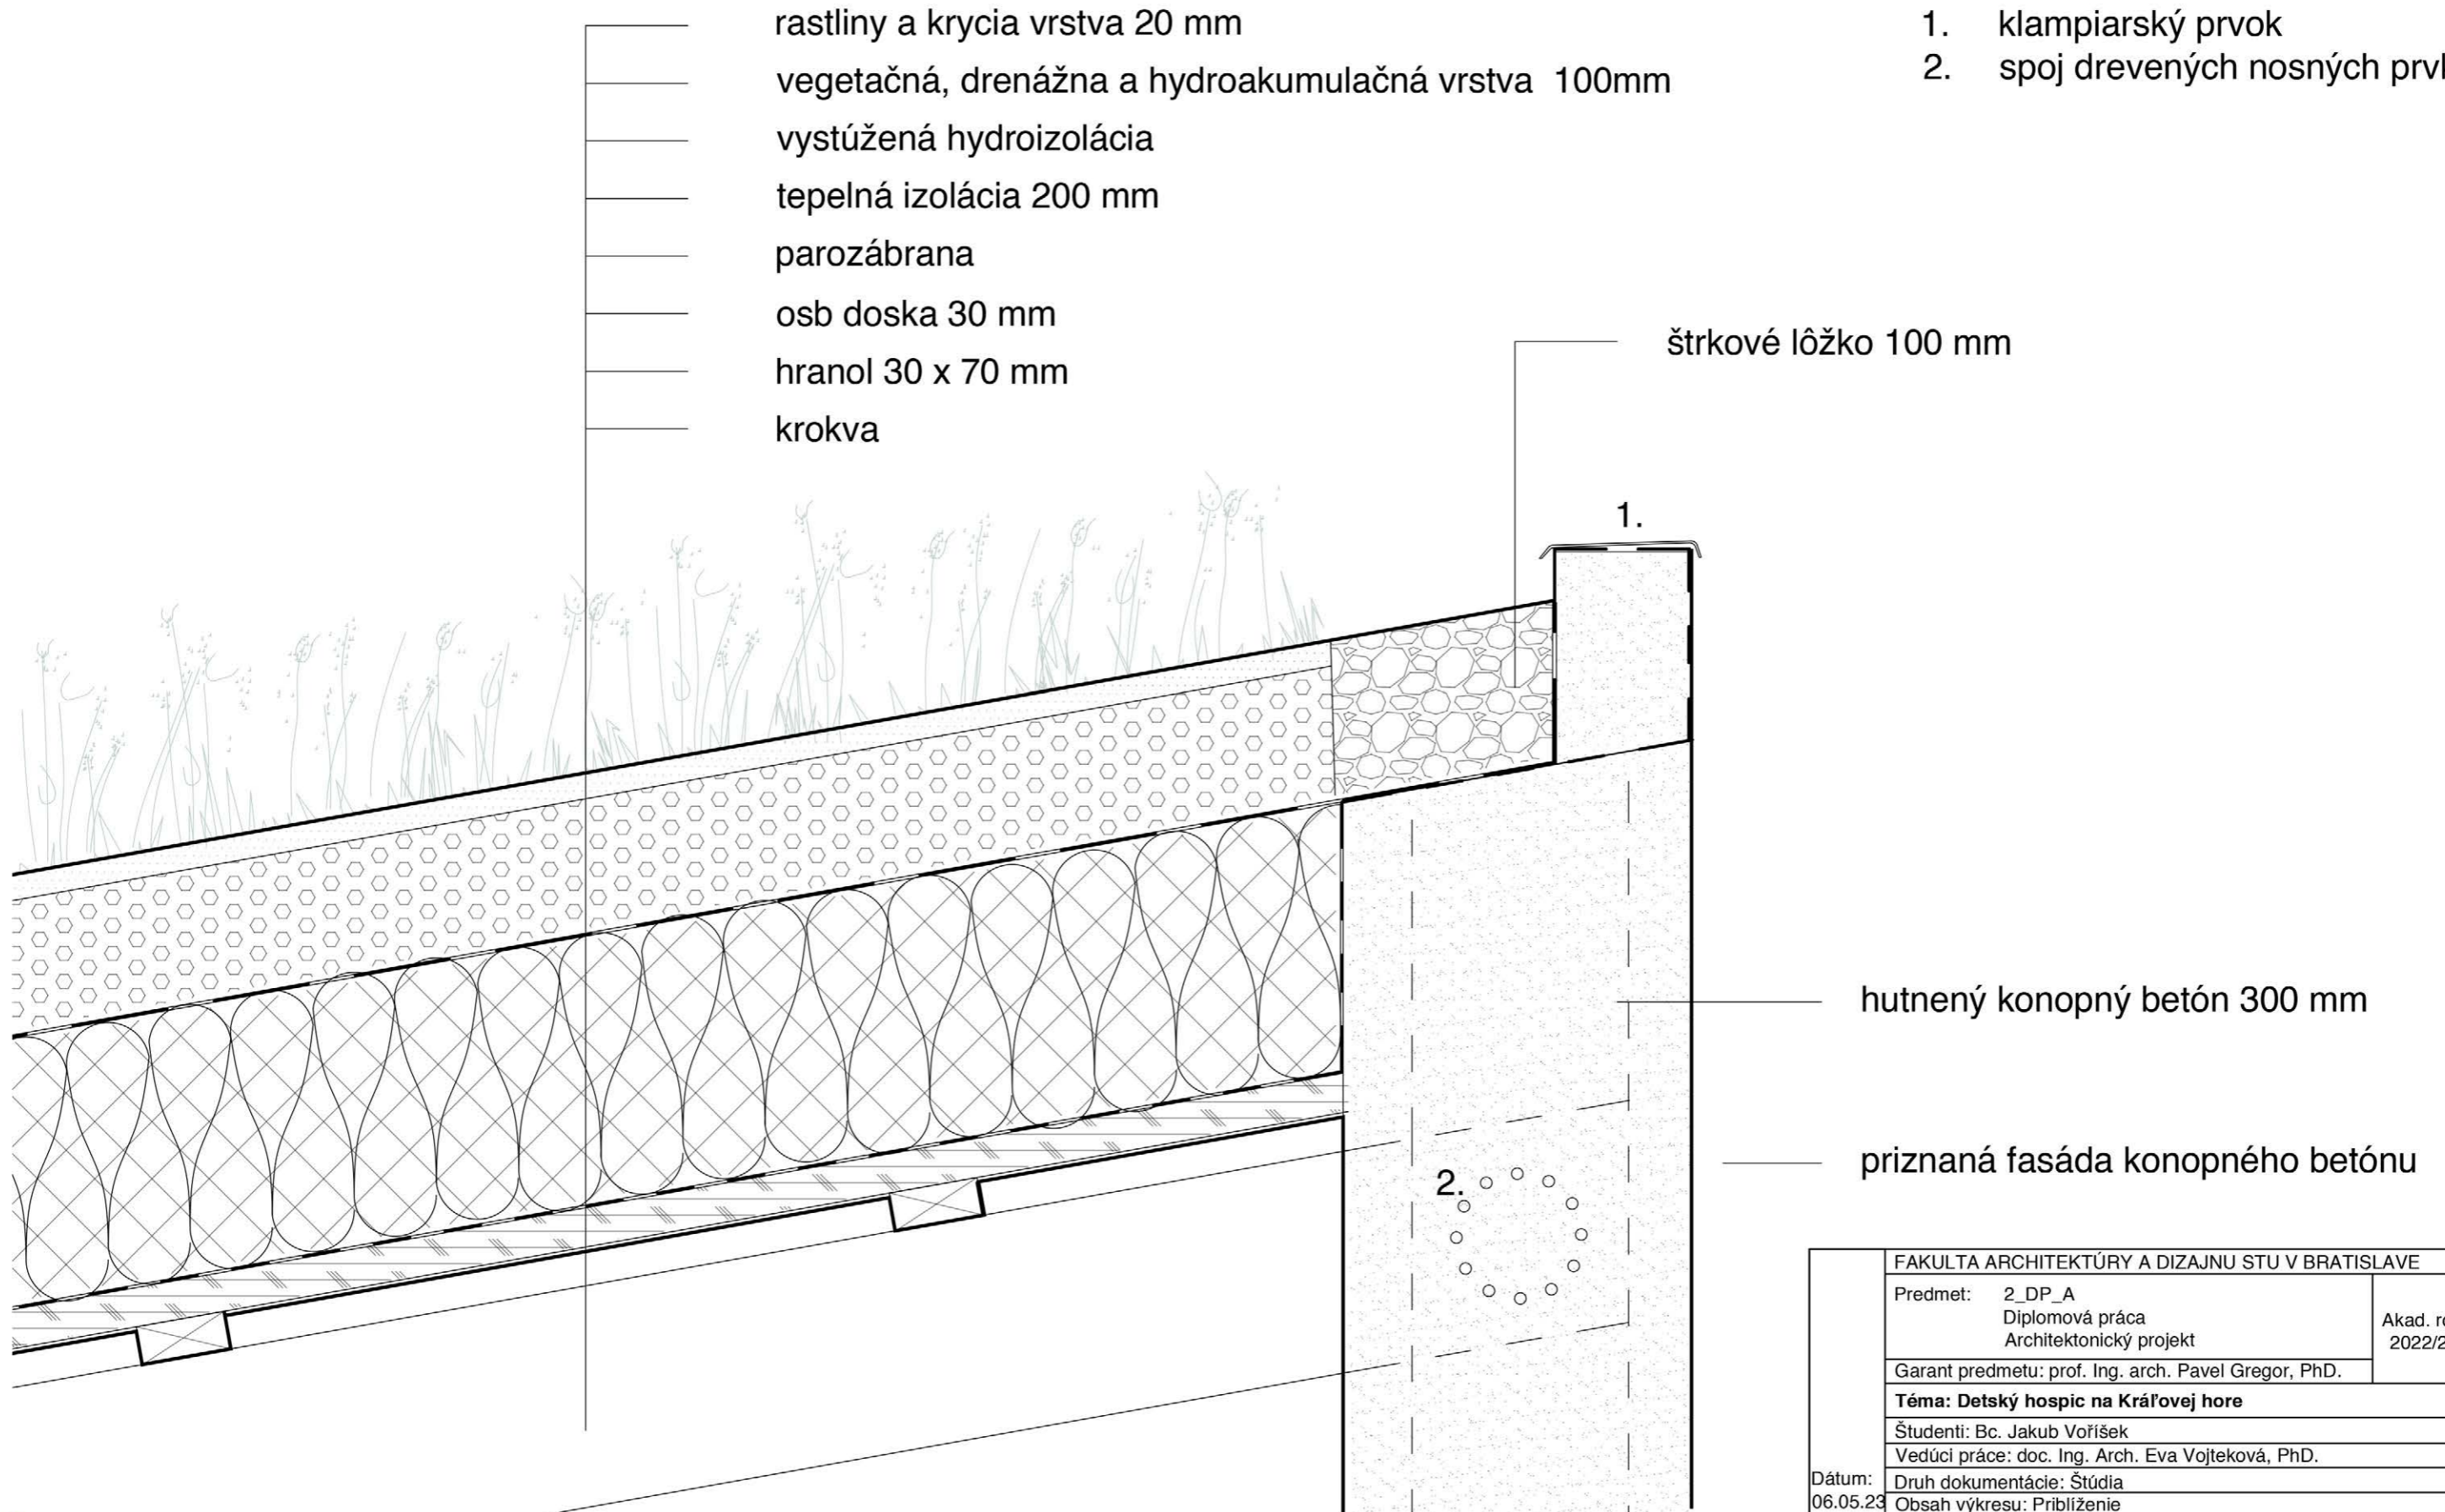 rastliny a krycia vrstva 20 mm
vegetačná, drenážna a hydroakumulačná vrstva  100mm
vystúžená hydroizolácia
tepelná izolácia 200 mm
parozábrana
osb doska 30 mm
hranol 30 x 70 mm
krokva
1. klampiarský prvok
2. spoj drevených nosných
štrkové lôžko 100 mm
1.
hutnený konopný betón 300 mm
priznaná fasáda konopného betónu
2.
FAKULTA ARCHITEKTÚRY A DIZAJNU STU V BRATISLAVE
Predmet: 2_DP_A
Diplomová práca
Architektonický projekt
Akad.
Garant predmetu: prof. Ing. arch. Pavel Gregor, PhD.
Téma: Detský hospic na Kráľovej hore
Študenti: Bc. Jakub Voříšek
Vedúci práce: doc. Ing. Arch. Eva Vojteková, PhD.
Dátum:
06.05.23
Druh dokumentácie: Štúdia
Obsah výkresu: Priblíženie